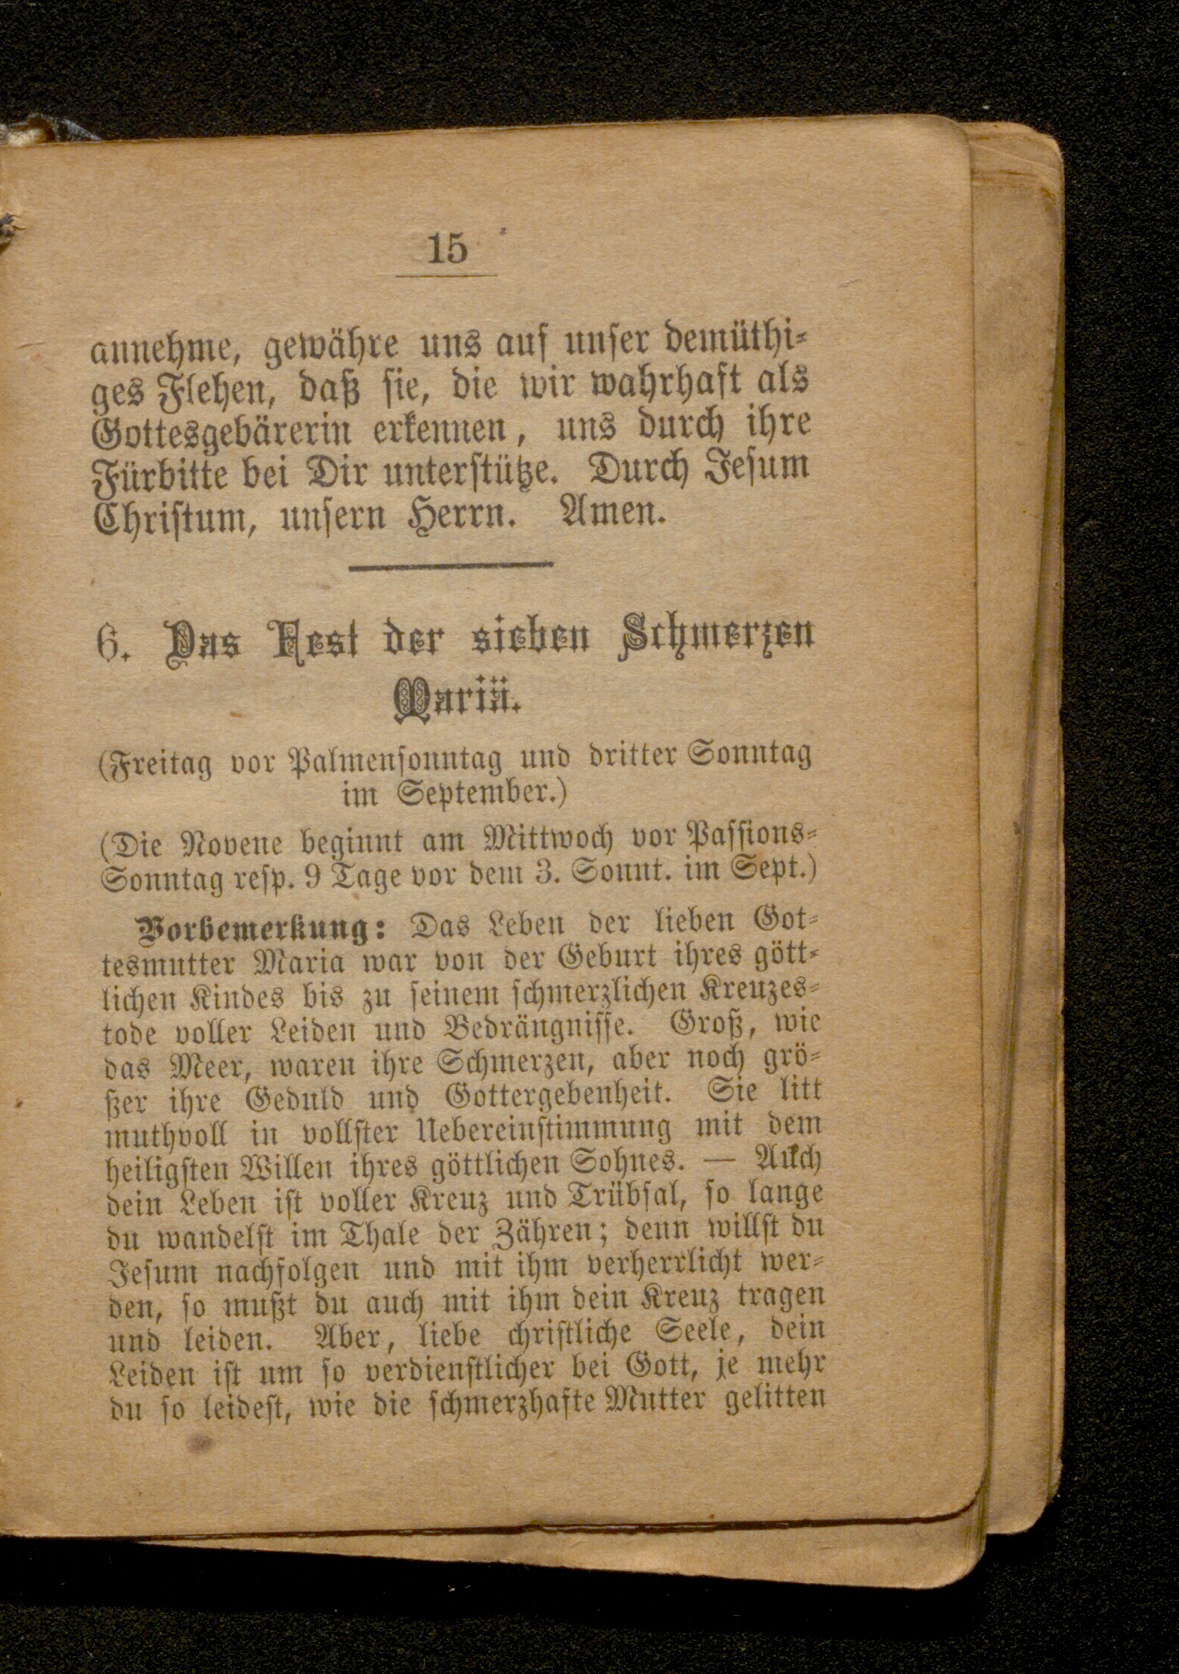 15
annehme, gewähre uns auf unser demüthi-
ges Flehen, daß sie, die wir wahrhaft als
Gottesgebärerin erkennen, uns durch ihre
Fürbitte bei Dir unterstütze. Durch Jesum
Christum, unsern Herrn. Amen.
6. Das Fest der sieben Schmerzen
Mariä.
(Freitag vor Palmensonntag und dritter Sonntag
im September.)
(Die Novene beginnt am Mittwoch vor Passions-
Sonntag resp. 9 Tage vor dem 3. Sonnt. im Sept.)
Vorbemerkung: Das Leben der lieben Got-
tesmutter Maria war von der Geburt ihres gött-
lichen Kindes bis zu seinem schmerzlichen Kreuzes-
tode voller Leiden und Bedrängnisse. Groß, wie
das Meer, waren ihre Schmerzen, aber noch grö-
ßer ihre Geduld und Gottergebenheit. Sie litt
muthvoll in vollster Uebereinstimmung mit dem
heiligsten Willen ihres göttlichen Sohnes. — Auch
dein Leben ist voller Kreuz und Trübsal, so lange
du wandelst im Thale der Zähren; denn willst du
Jesum nachfolgen und mit ihm verherrlicht wer-
den, so mußt du auch mit ihm dein Kreuz tragen
und leiden. Aber, liebe christliche Seele, dein
Leiden ist um so verdienstlicher bei Gott, je mehr
du so leidest, wie die schmerzhafte Mutter gelitten